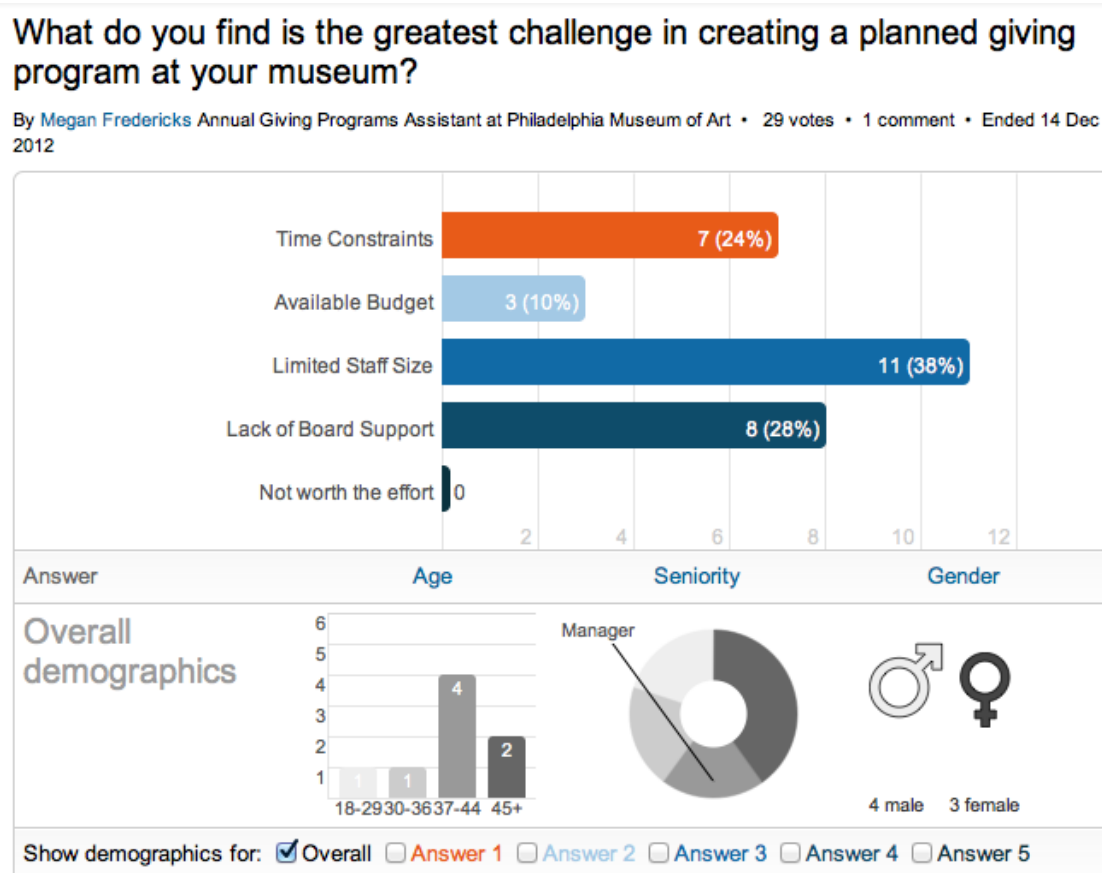 What do you find is the greatest challenge in creating a planned giving
program at your museum?
By Megan Fredericks Annual Giving Programs Assistant at Philadelphia Museum of Art • 29 votes • 1 comment • Ended 14 Dec
2012
Time Constraints 7 (24%)
Available Budget 3 (10%)
Limited Staff Size 11 (38%)
Lack of Board Support 8 (28%)
Not worth the effort 0
2 4 6 8 10 12
Answer Age Seniority Gender
Overall
demographics
6
5
4
3
2
1
1 1 4 2
18-29 30-36 37-44 45+
Manager
4 male 3 female
Show demographics for: Overall Answer 1 Answer 2 Answer 3 Answer 4 Answer 5